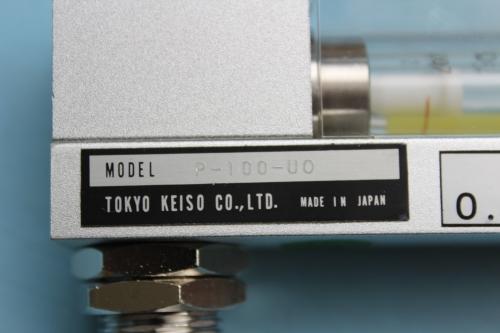 MODEL P-100-UO
TOKYO KEISO CO.,LTD. MADE IN JAPAN
0.